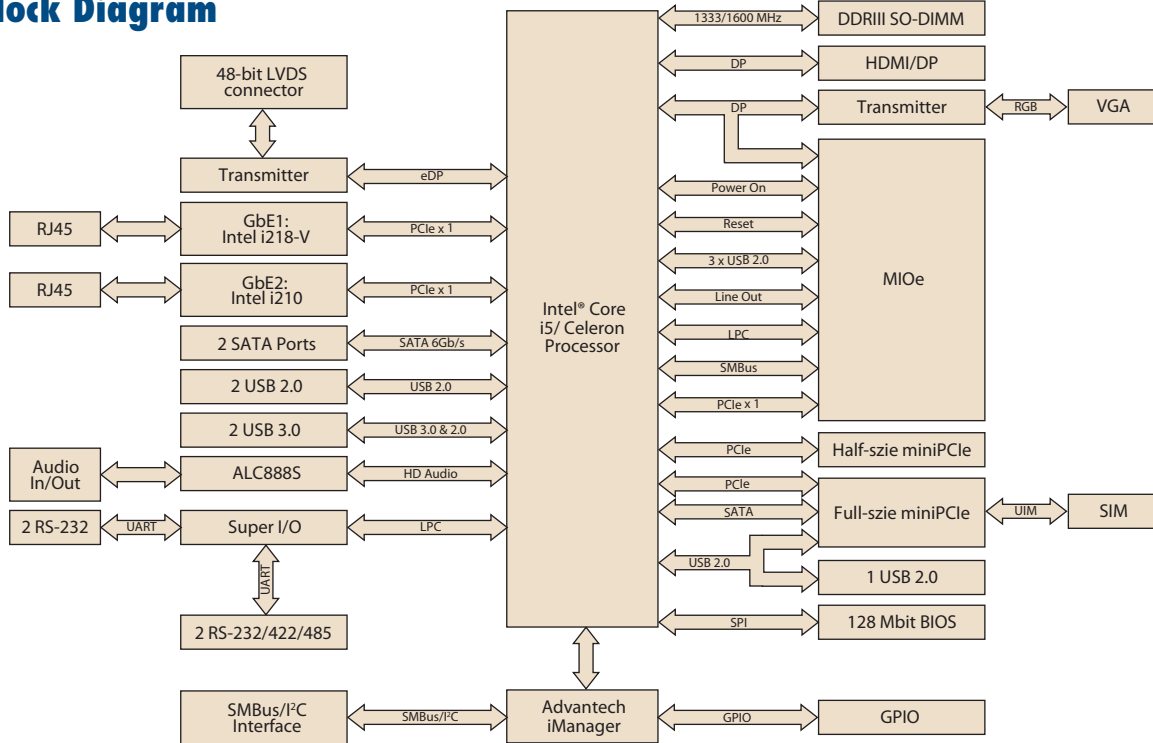 lock Diagram
48-bit LVDS
connector
Transmitter
eDP
RJ45
GbE1:
Intel i218-V
PCIe x 1
RJ45
GbE2:
Intel i210
PCIe x 1
2 SATA Ports
SATA 6Gb/s
2 USB 2.0
USB 2.0
2 USB 3.0
USB 3.0 & 2.0
Audio
In/Out
ALC888S
HD Audio
2 RS-232
UART
Super I/O
LPC
UART
2 RS-232/422/485
SMBus/I²C
Interface
SMBus/I²C
Intel® Core
i5/ Celeron
Processor
Advantech
iManager
1333/1600 MHz
DDRIII SO-DIMM
DP
HDMI/DP
DP
Transmitter
RGB
VGA
Power On
Reset
3 x USB 2.0
Line Out
LPC
SMBus
PCIe x 1
MIOe
PCIe
Half-szie miniPCIe
PCIe
SATA
Full-szie miniPCIe
UIM
SIM
USB 2.0
1 USB 2.0
SPI
128 Mbit BIOS
GPIO
GPIO